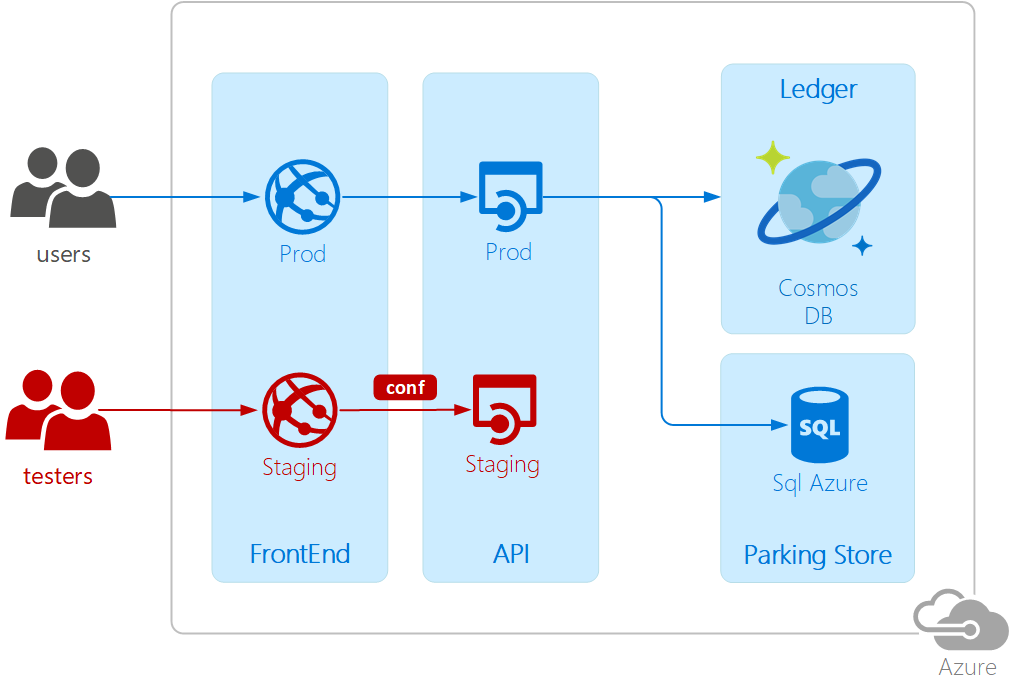 Ledger
users
Prod
Prod
Cosmos
DB
conf
SQL
testers
Staging
Staging
Sql Azure
FrontEnd
API
Parking Store
Azure